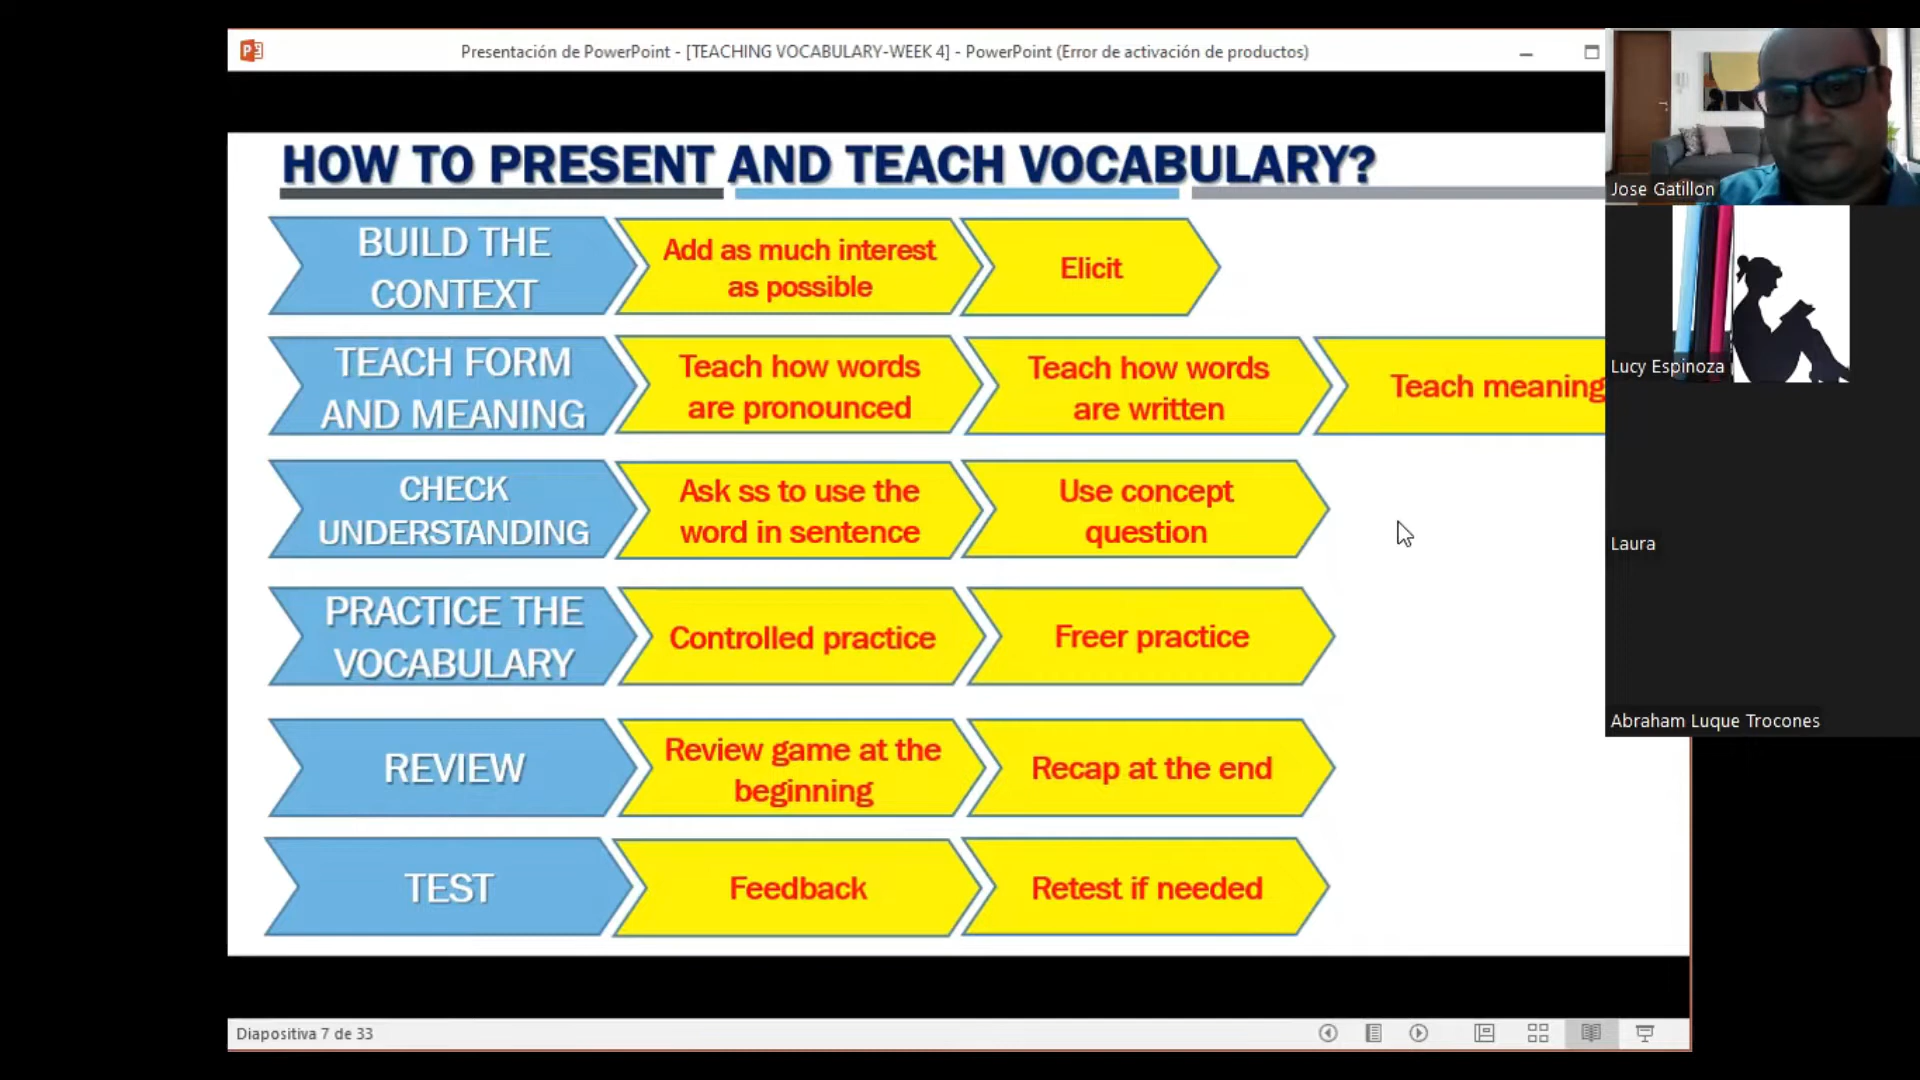 Presentación de PowerPoint - [TEACHING VOCABULARY-WEEK 4] - PowerPoint (Error de activación de productos)
HOW TO PRESENT AND TEACH VOCABULARY?
BUILD THE
CONTEXT
Add as much interest
as possible
Elicit
TEACH FORM
AND MEANING
Teach how words
are pronounced
Teach how words
are written
Teach meaning
CHECK
UNDERSTANDING
Ask ss to use the
word in sentence
Use concept
question
PRACTICE THE
VOCABULARY
Controlled practice
Freer practice
REVIEW
Review game at the
beginning
Recap at the end
TEST
Feedback
Retest if needed
Jose Gatillon
Lucy Espinoza
Laura
Abraham Luque Trocones
Diapositiva 7 de 33